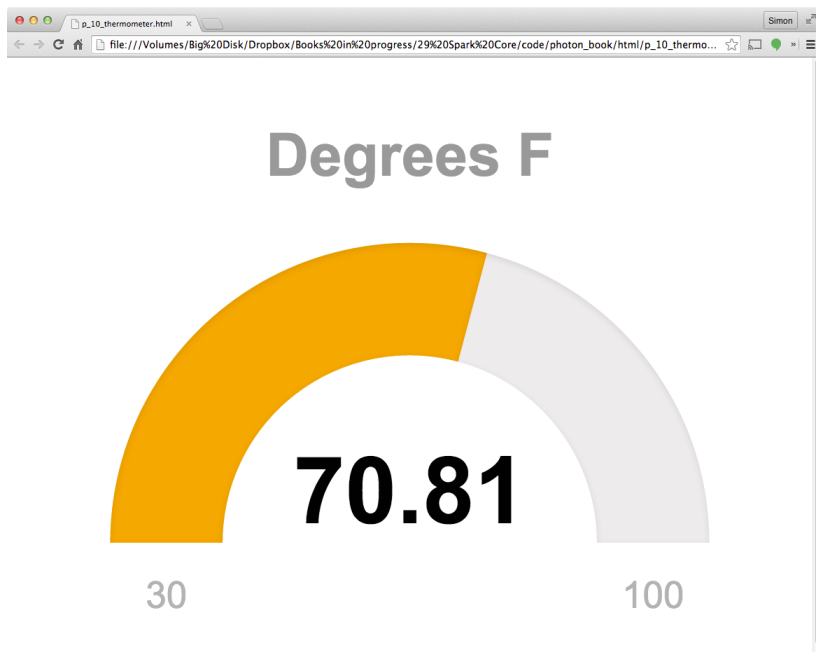 p_10_thermometer.html
Simon
file:///Volumes/Big%20Disk/Dropbox/Books%20in%20progress/29%20Spark%20Core/code/photon_book/html/p_10_thermo...
Degrees F
70.81
30
100